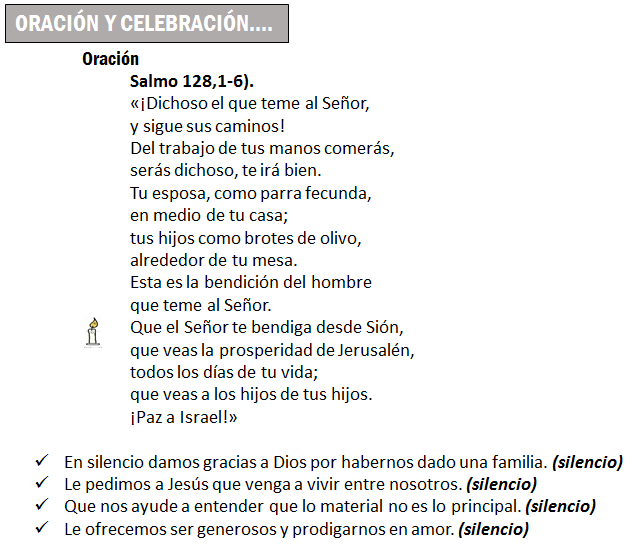 ORACIÓN Y CELEBRACIÓN....
Oración
Salmo 128,1-6).
«¡Dichoso el que teme al Señor,
y sigue sus caminos!
Del trabajo de tus manos comerás,
serás dichoso, te irá bien.
Tu esposa, como parra fecunda,
en medio de tu casa;
tus hijos como brotes de olivo,
alrededor de tu mesa.
Esta es la bendición del hombre
que teme al Señor.
Que el Señor te bendiga desde Sión,
que veas la prosperidad de Jerusalén,
todos los días de tu vida;
que veas a los hijos de tus hijos.
¡Paz a Israel!»
✓ En silencio damos gracias a Dios por habernos dado una familia. (silencio)
✓ Le pedimos a Jesús que venga a vivir entre nosotros. (silencio)
✓ Que nos ayude a entender que lo material no es lo principal. (silencio)
✓ Le ofrecemos ser generosos y prodigarnos en amor. (silencio)